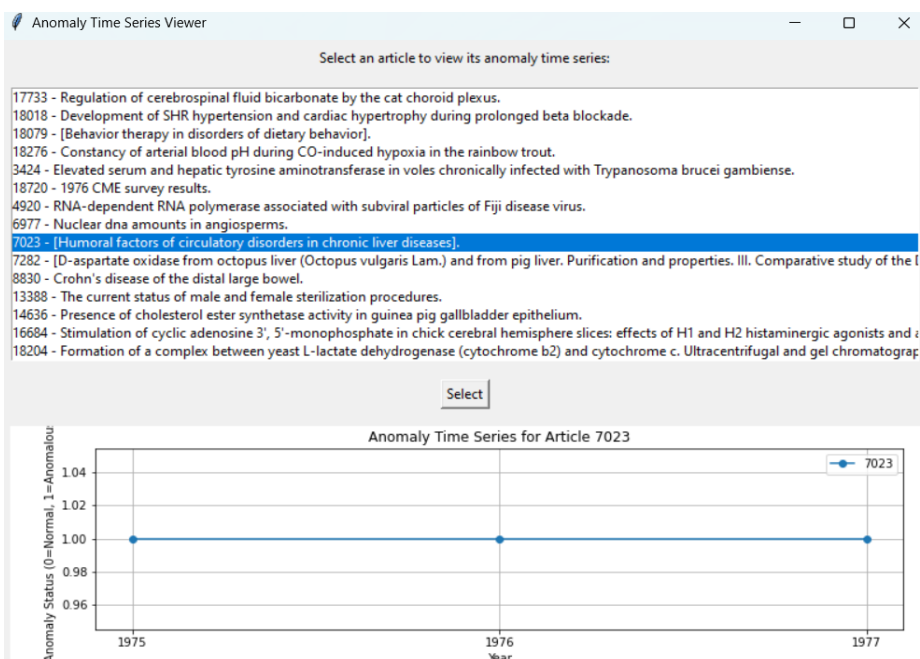 Anomaly Time Series Viewer
Select an article to view its anomaly time series:
17733 - Regulation of cerebrospinal fluid bicarbonate by the cat choroid plexus.
18018 - Development of SHR hypertension and cardiac hypertrophy during prolonged beta blockade.
18079 - [Behavior therapy in disorders of dietary behavior].
18276 - Constancy of arterial blood pH during CO-induced hypoxia in the rainbow trout.
3424 - Elevated serum and hepatic tyrosine aminotransferase in voles chronically infected with Trypanosoma brucei gambiense.
18720 - 1976 CME survey results.
4920 - RNA-dependent RNA polymerase associated with subviral particles of Fiji disease virus.
6977 - Nuclear dna amounts in angiosperms.
7023 - [Humoral factors of circulatory disorders in chronic liver diseases].
7282 - [D-aspartate oxidase from octopus liver (Octopus vulgaris Lam.) and from pig liver. Purification and properties. III. Comparative study of the
8830 - Crohn's disease of the distal large bowel.
13388 - The current status of male and female sterilization procedures.
14636 - Presence of cholesterol ester synthetase activity in guinea pig gallbladder epithelium.
16684 - Stimulation of cyclic adenosine 3', 5'-monophosphate in chick cerebral hemisphere slices: effects of H1 and H2 histaminergic agonists and
18204 - Formation of a complex between yeast L-lactate dehydrogenase (cytochrome b2) and cytochrome c. Ultracentrifugal and gel chromatograp
Select
Anomaly Time Series for Article 7023
7023
Anomaly Status (0=Normal, 1=Anomalou
1.04
1.02
1.00
0.98
0.96
1975
1976
1977
Year